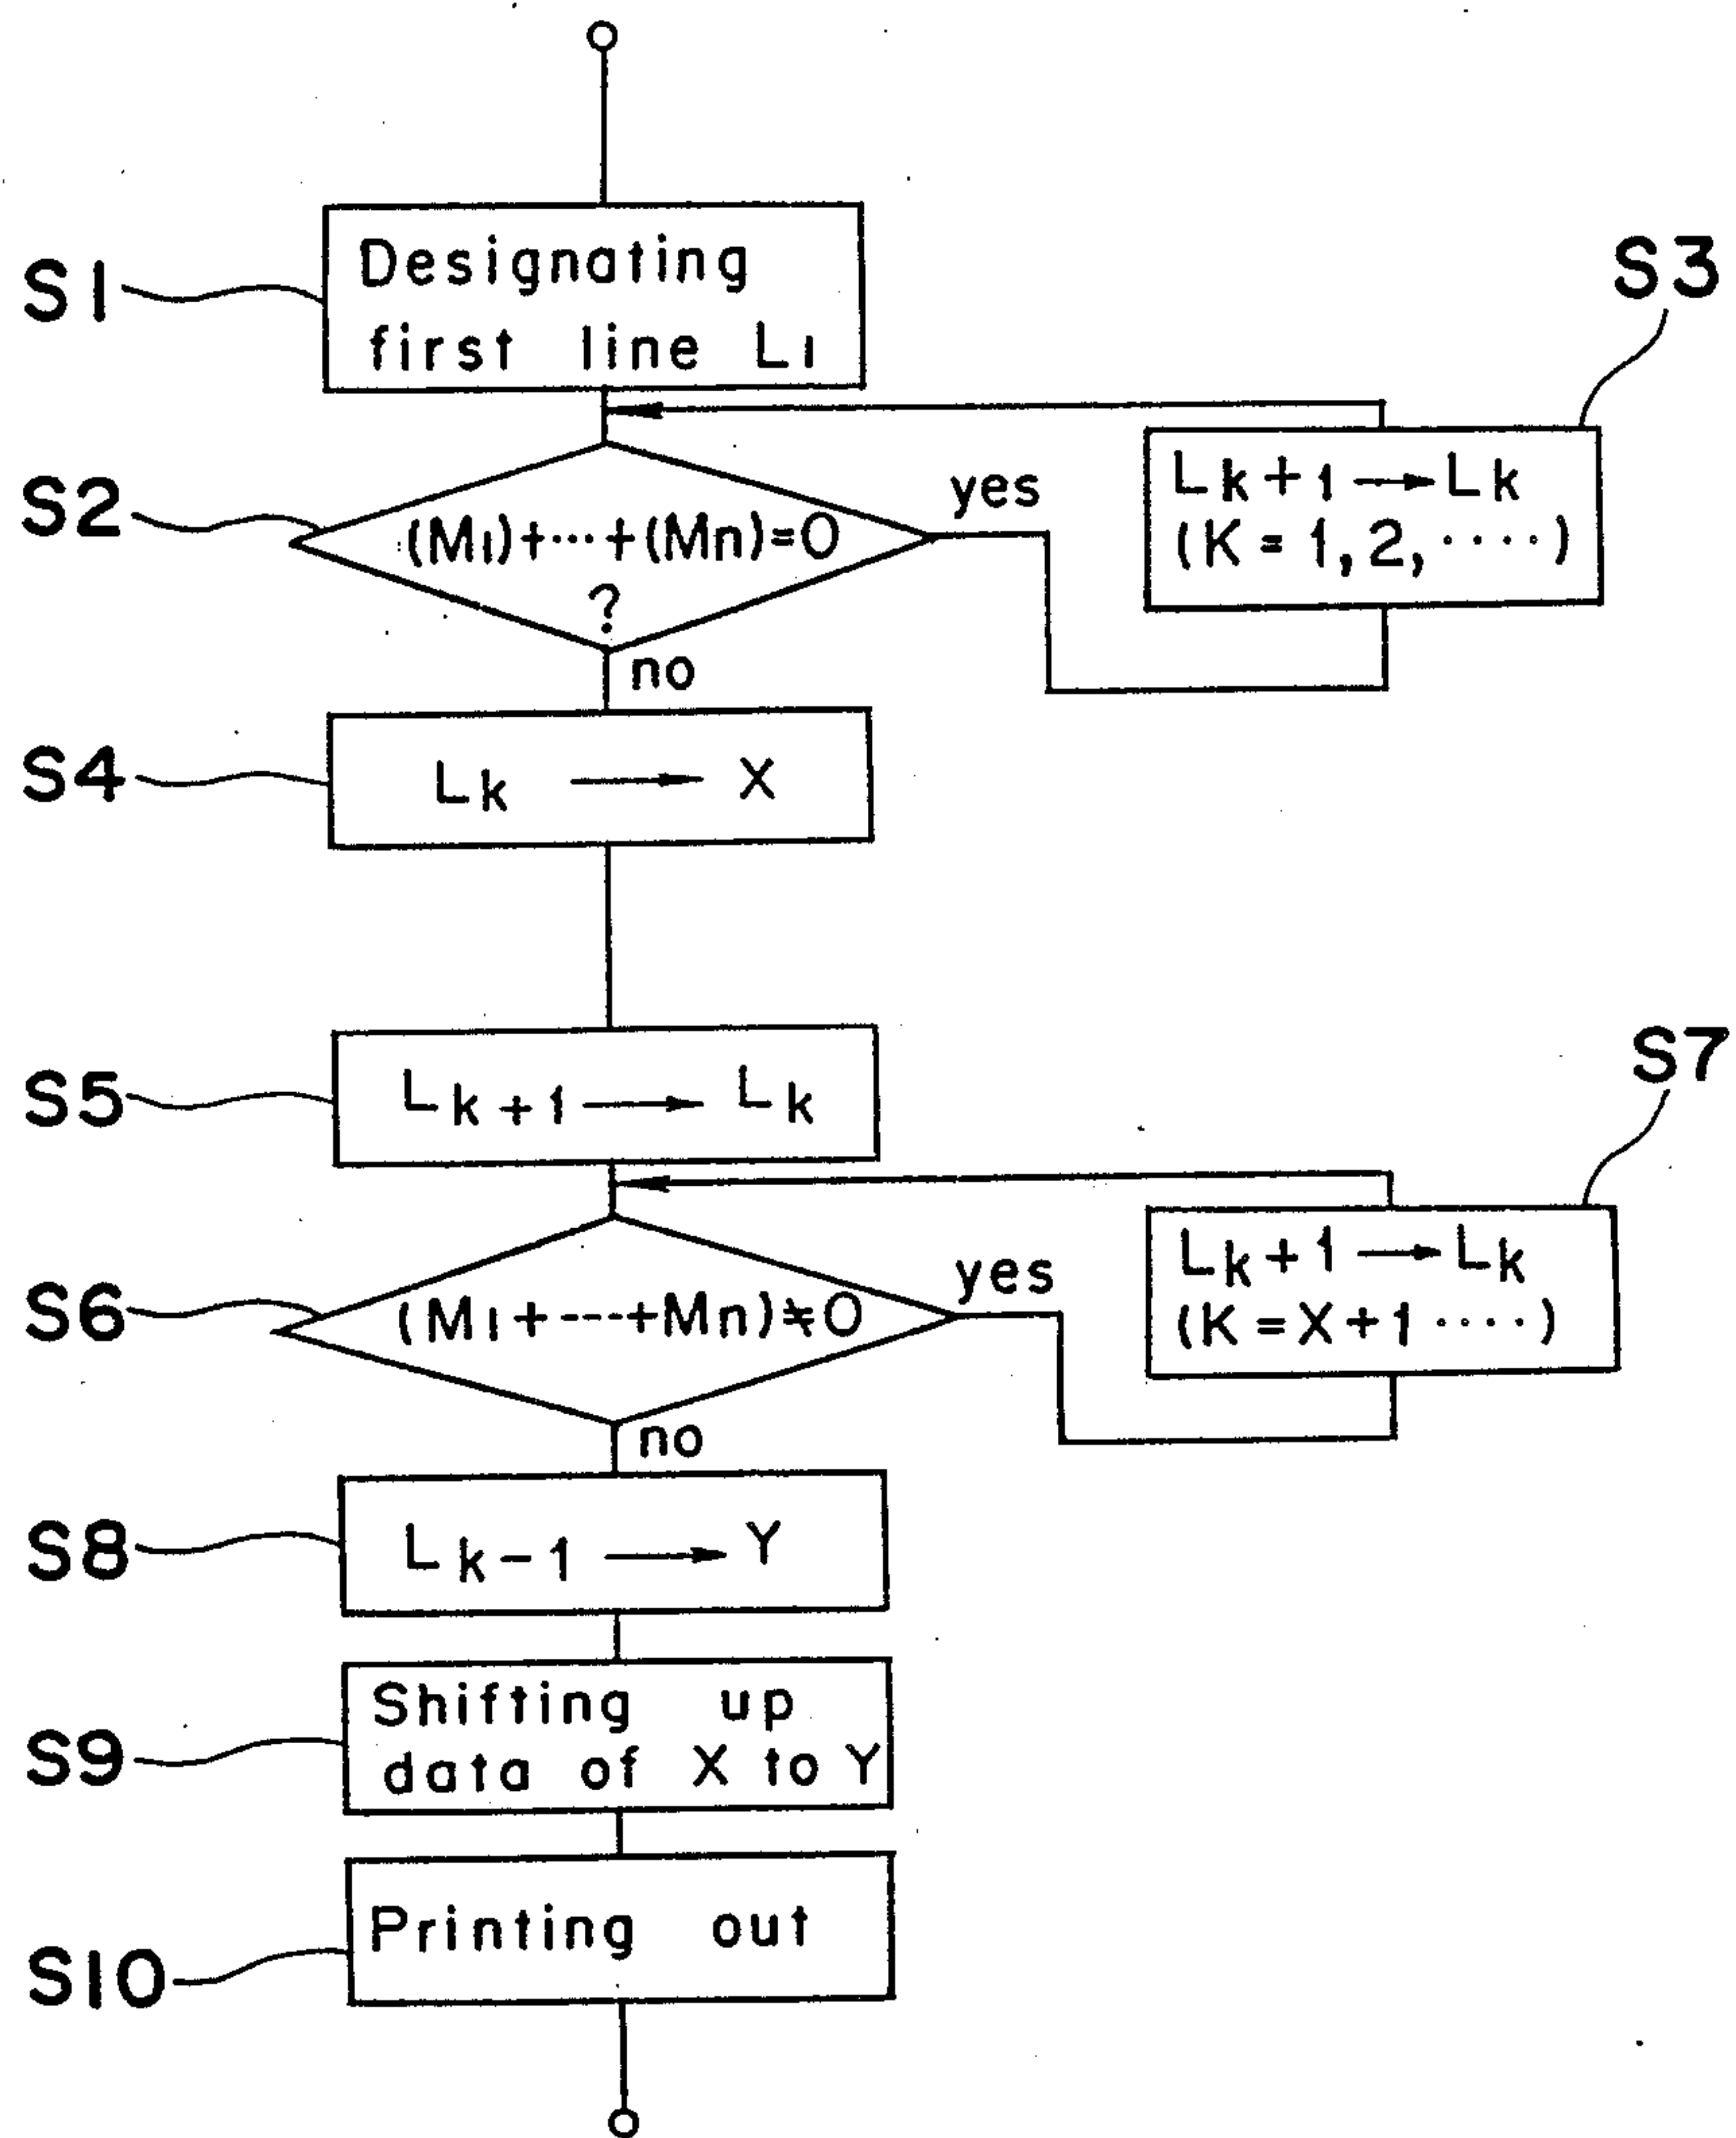 S1
Designating
first line L1
S3
Lk+1→Lk
(K=1,2,····)
S2
(M1)+···+(Mn)=0
?
yes
no
S4
Lk → X
S5
Lk+1 → Lk
S7
Lk+1→Lk
(K=X+1····)
S6
(M1+---+Mn)≠0
yes
no
S8
Lk-1 → Y
S9
Shifting up
data of X to Y
S10
Printing out